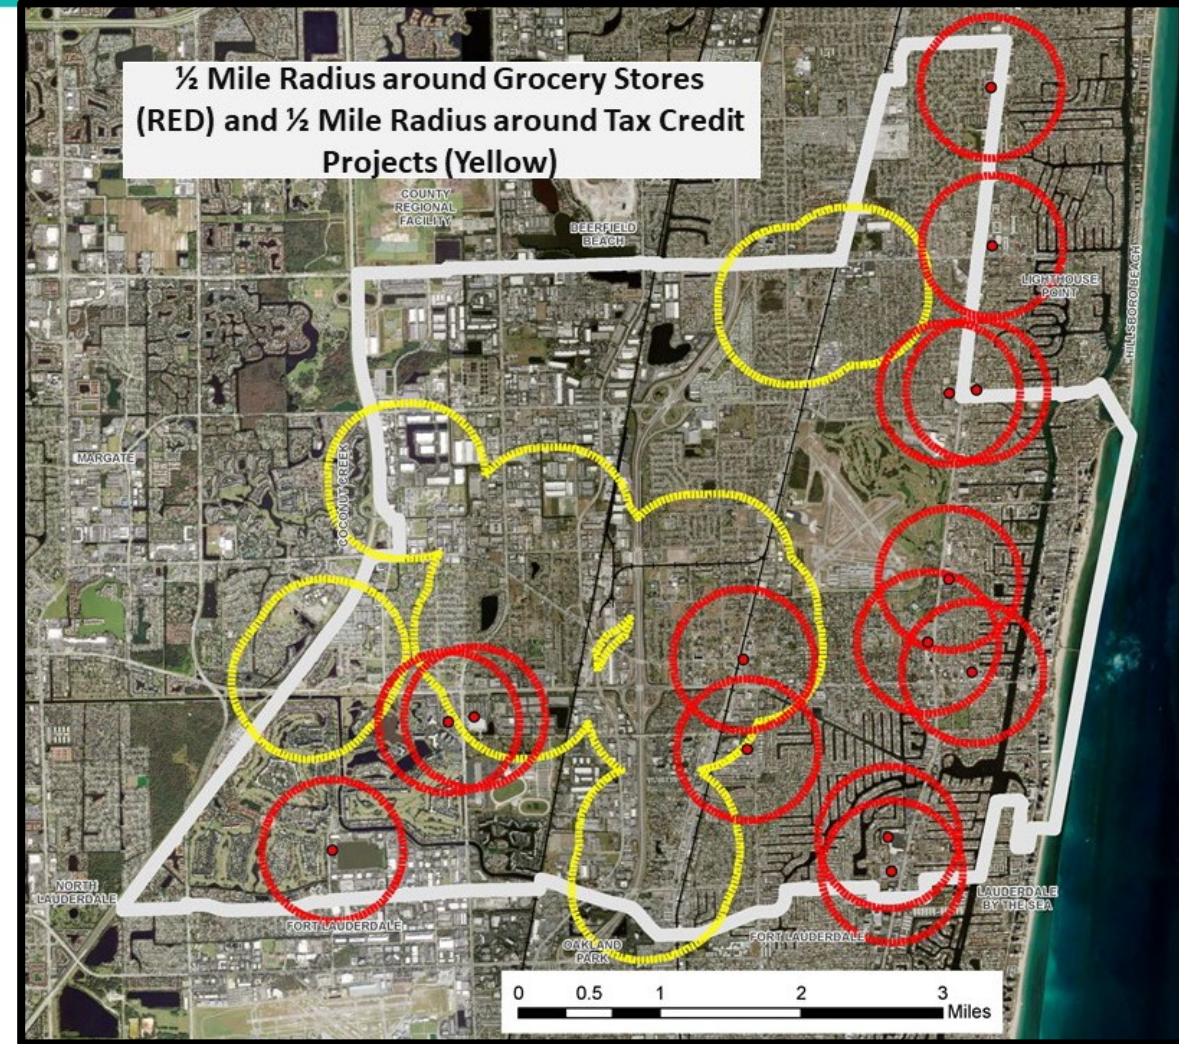 ½ Mile Radius around Grocery Stores
(RED) and ½ Mile Radius around Tax Credit
Projects (Yellow)
COUNTY
REGIONAL
FACILITY
DEERFIELD
BEACH
LIGHTHOUSE
POINT
HILLSBORO BEACH
MARGATE
COCONUT CREEK
NORTH
LAUDERDALE
FORT LAUDERDALE
OAKLAND
PARK
FORT LAUDERDALE
LAUDERDALE
BY THE SEA
0 0.5 1 2 3
Miles